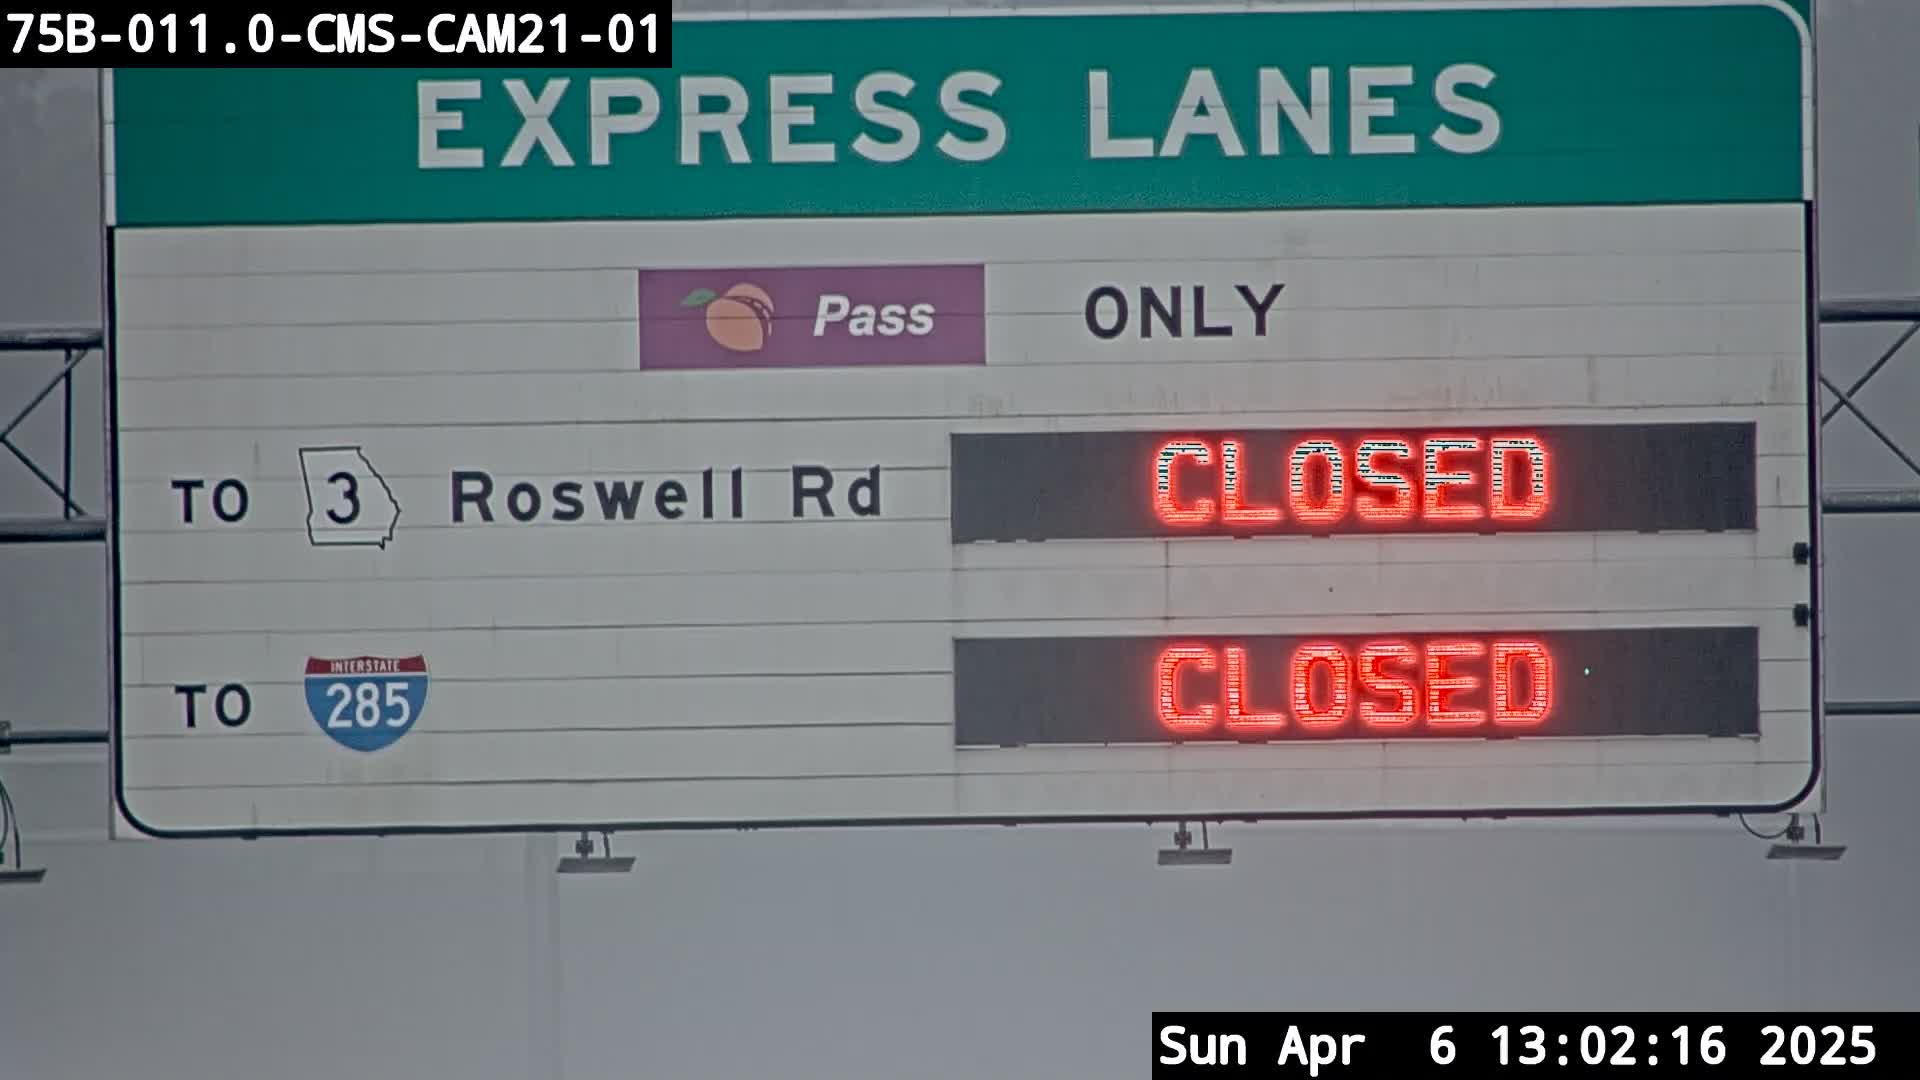 75B-011.0-CMS-CAM21-01
EXPRESS LANES
Pass ONLY
TO 3 Roswell Rd CLOSED
INTERSTATE
TO 285 CLOSED
Sun Apr 6 13:02:16 2025